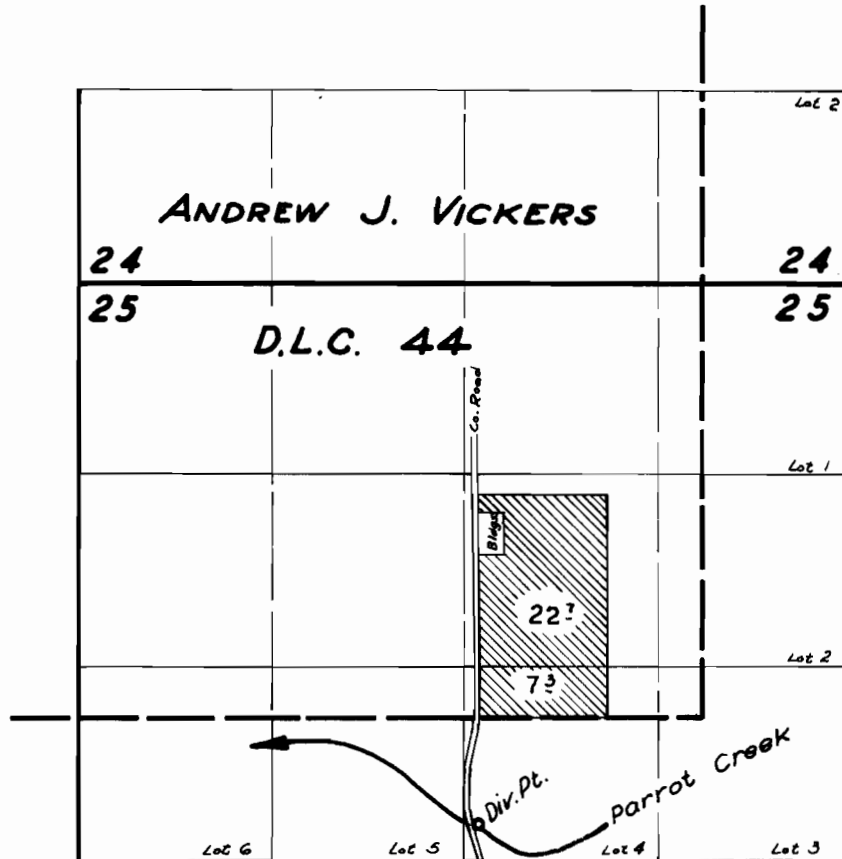 Lot 2
ANDREW J. VICKERS
24 24
25 25
D.L.C. 44
Co. Road
Lot 1
Bldgs
22.7
Lot 2
7.3
Div. Pt.
Parrot Creek
Lot 6 Lot 5 Lot 4 Lot 3